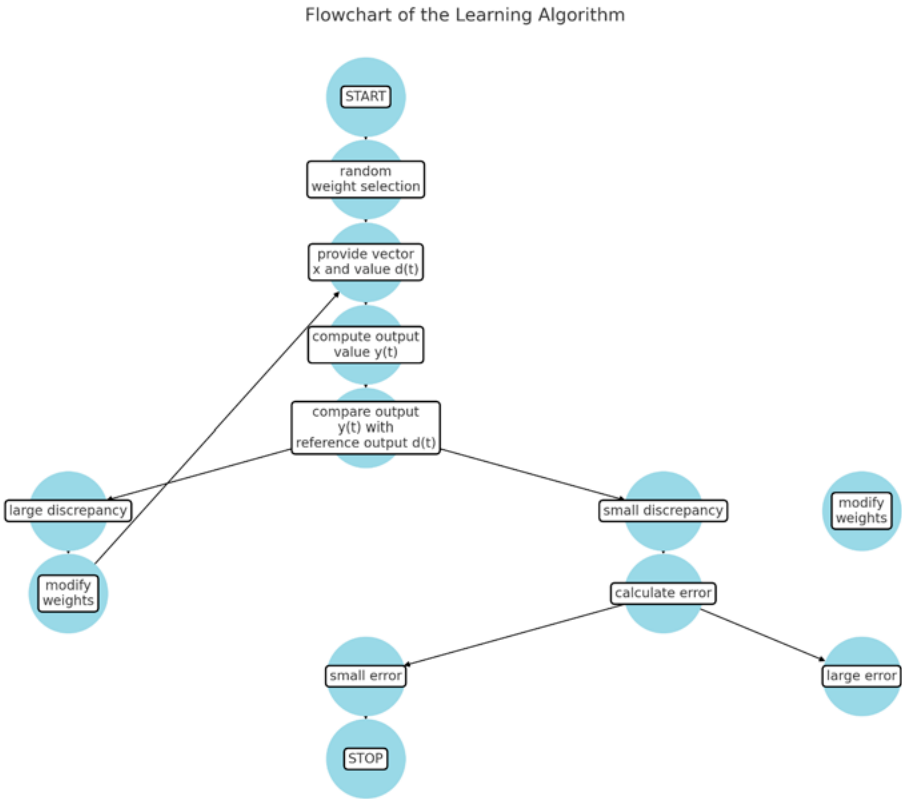 Flowchart of the Learning Algorithm
START
random
weight selection
provide vector
x and value d(t)
compute output
value y(t)
compare output
y(t) with
reference output d(t)
large discrepancy
small discrepancy
modify
weights
modify
weights
calculate error
small error
large error
STOP